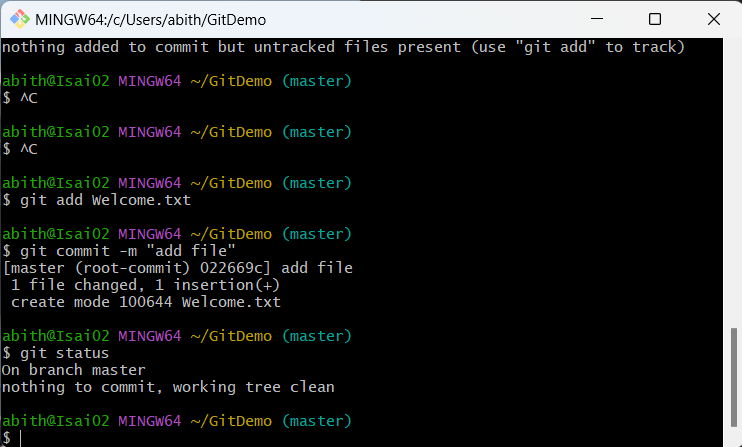 MINGW64:/c/Users/abith/GitDemo
nothing added to commit but untracked files present (use "git add" to track)
abith@Isai02 MINGW64 ~/GitDemo (master)
$ ^C
abith@Isai02 MINGW64 ~/GitDemo (master)
$ ^C
abith@Isai02 MINGW64 ~/GitDemo (master)
$ git add Welcome.txt
abith@Isai02 MINGW64 ~/GitDemo (master)
$ git commit -m "add file"
[master (root-commit) 022669c] add file
 1 file changed, 1 insertion(+)
 create mode 100644 Welcome.txt
abith@Isai02 MINGW64 ~/GitDemo (master)
$ git status
On branch master
nothing to commit, working tree clean
abith@Isai02 MINGW64 ~/GitDemo (master)
$